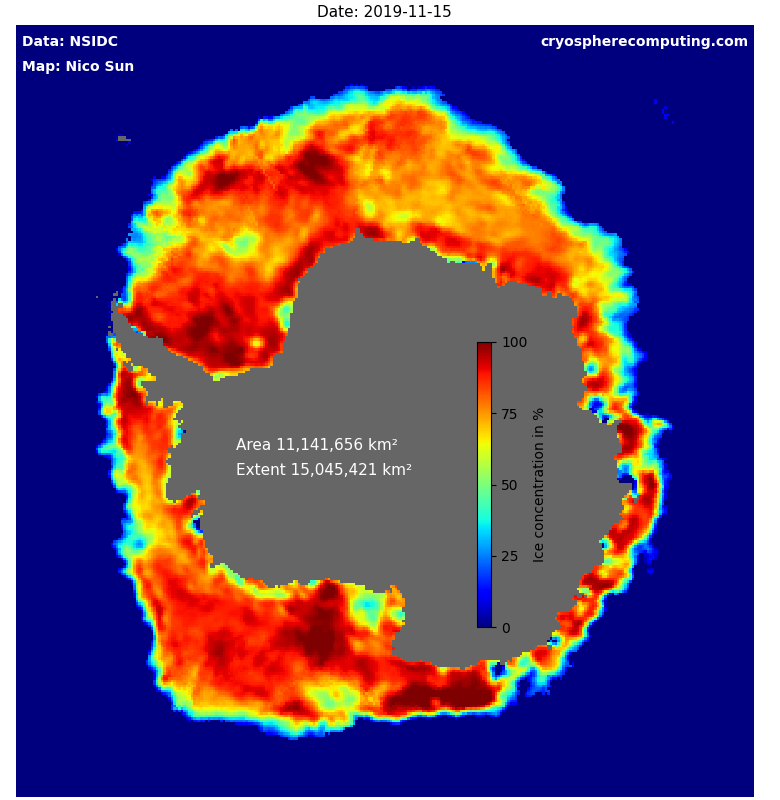 Date: 2019-11-15
Data: NSIDC
cryospherecomputing.com
Map: Nico Sun
100
75
50
25
0
Ice concentration in %
Area 11,141,656 km²
Extent 15,045,421 km²